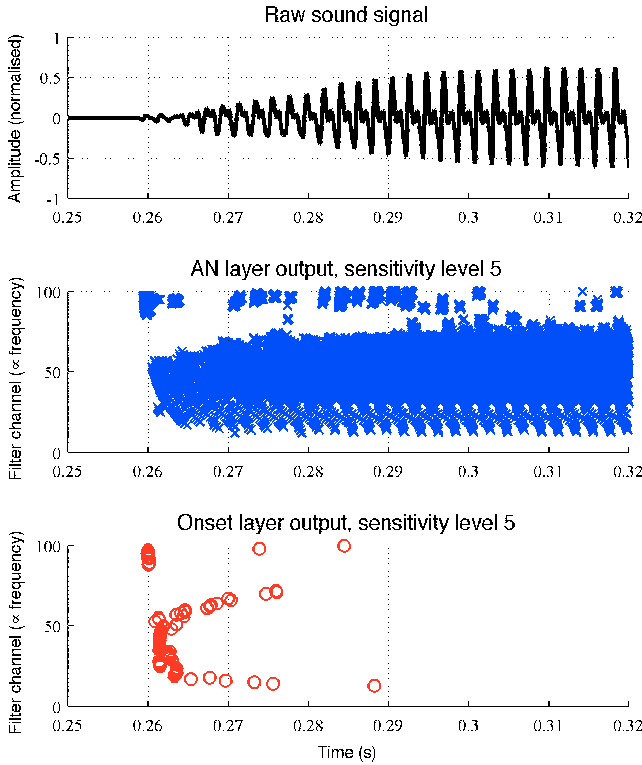 Raw sound signal
Amplitude (normalised)
1
0.5
0
-0.5
-1
0.25 0.26 0.27 0.28 0.29 0.3 0.31 0.32
AN layer output, sensitivity level 5
Filter channel (∝ frequency)
100
50
0
0.25 0.26 0.27 0.28 0.29 0.3 0.31 0.32
Onset layer output, sensitivity level 5
Filter channel (∝ frequency)
100
50
0
0.25 0.26 0.27 0.28 0.29 0.3 0.31 0.32
Time (s)